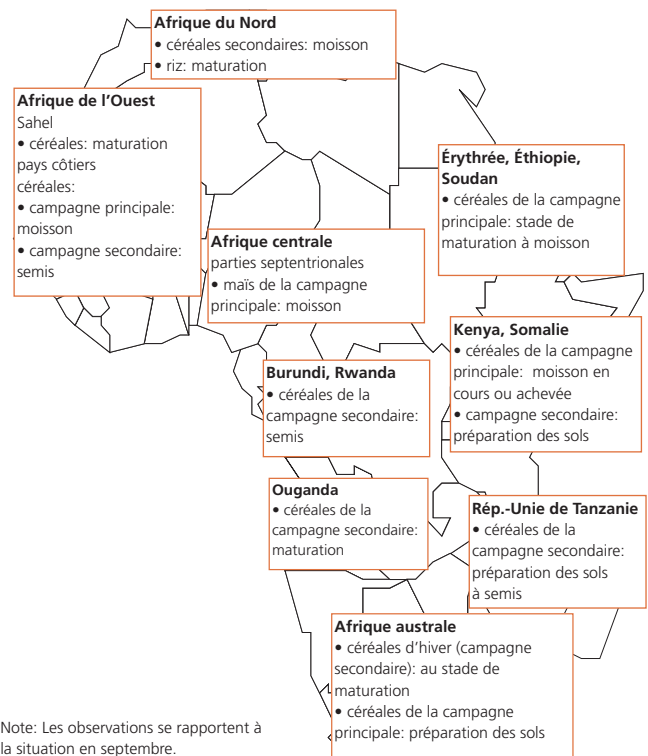 Afrique du Nord
• céréales secondaires: moisson
• riz: maturation
Afrique de l'Ouest
Sahel
• céréales: maturation
pays côtiers
céréales:
• campagne principale:
moisson
• campagne secondaire:
semis
Érythrée, Éthiopie,
Soudan
• céréales de la campagne
principale: stade de
maturation à moisson
Afrique centrale
parties septentrionales
• maïs de la campagne
principale: moisson
Kenya, Somalie
• céréales de la campagne
principale: moisson en
cours ou achevée
• campagne secondaire:
préparation des sols
Burundi, Rwanda
• céréales de la
campagne secondaire:
semis
Ouganda
• céréales de la
campagne secondaire:
maturation
Rép.-Unie de Tanzanie
• céréales de la
campagne secondaire:
préparation des sols
à semis
Afrique australe
• céréales d'hiver (campagne
secondaire): au stade de
maturation
• céréales de la campagne
principale: préparation des sols
Note: Les observations se rapportent à
la situation en septembre.